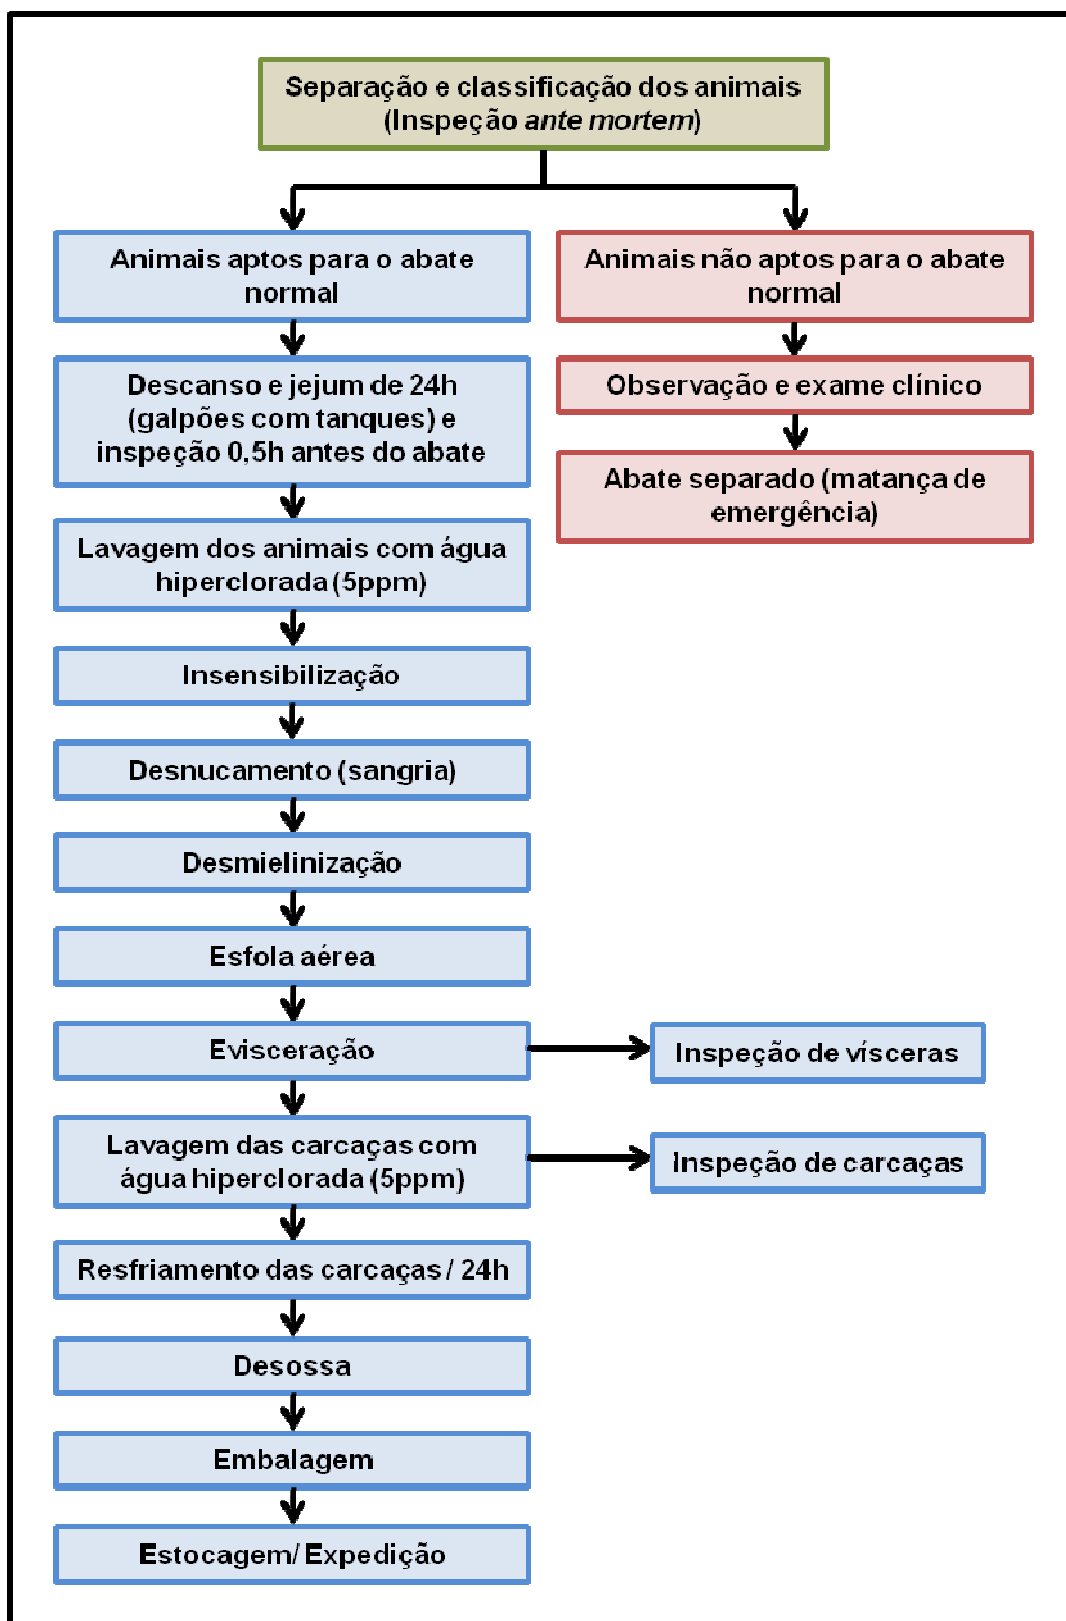 Separação e classificação dos animais
(Inspeção ante mortem)
Animais aptos para o abate
normal
Animais não aptos para o abate
normal
Descanso e jejum de 24h
(galpões com tanques) e
inspeção 0,5h antes do abate
Observação e exame clínico
Abate separado (matança de
emergência)
Lavagem dos animais com água
hiperclorada (5ppm)
Insensibilização
Desnucamento (sangria)
Desmielinização
Esfola aérea
Evisceração
Inspeção de vísceras
Lavagem das carcaças com
água hiperclorada (5ppm)
Inspeção de carcaças
Resfriamento das carcaças / 24h
Desossa
Embalagem
Estocagem/ Expedição